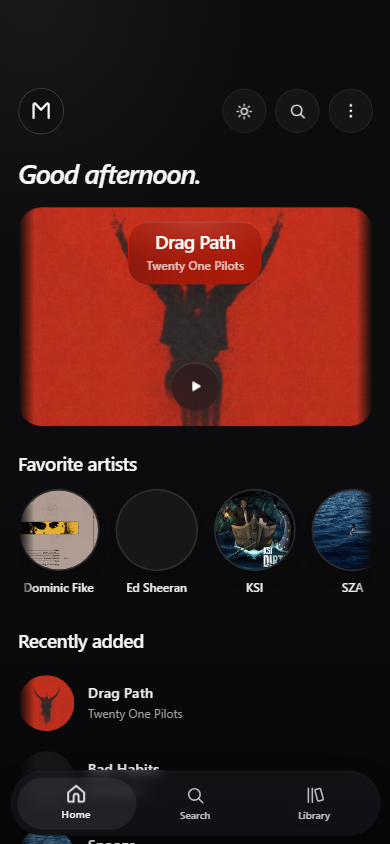 M
Good afternoon.
Drag Path
Twenty One Pilots
Favorite artists
Dominic Fike
Ed Sheeran
KSI
SZA
KSI
Recently added
Drag Path
Twenty One Pilots
Bad Habits
Home
Search
Library